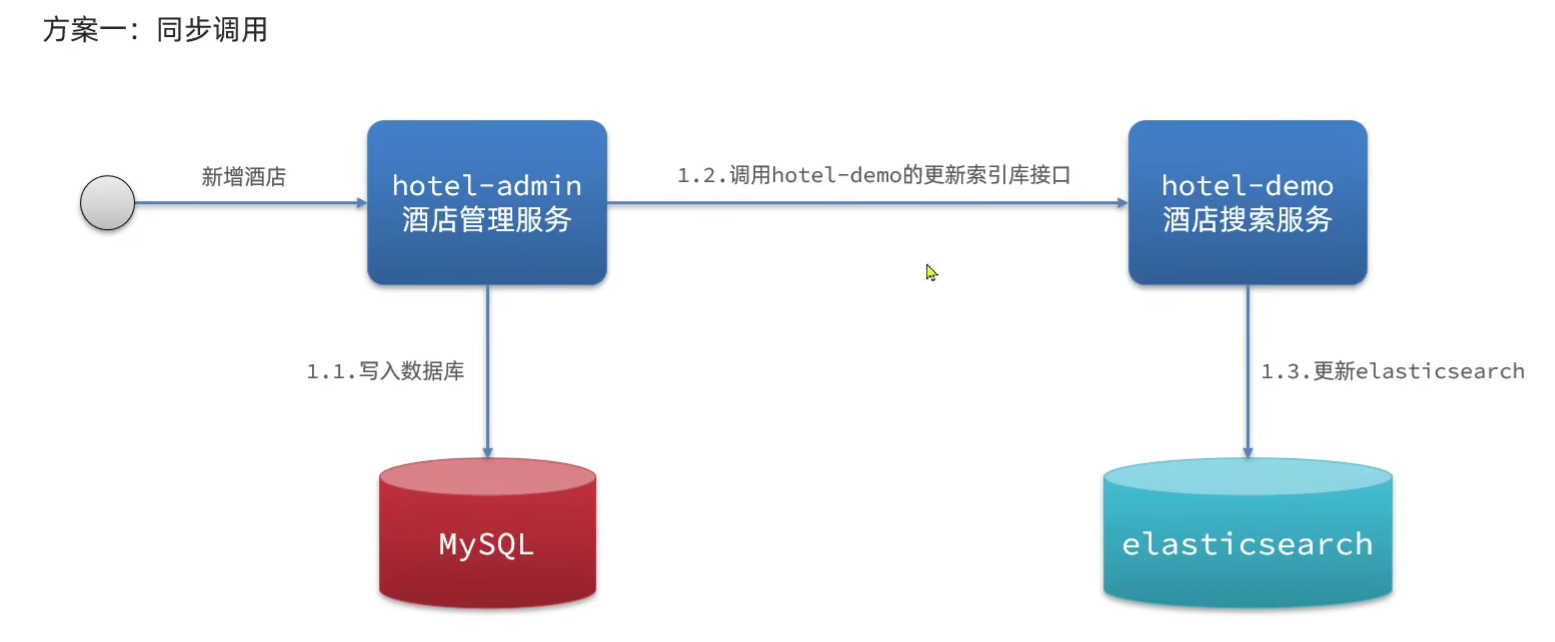 方案一：同步调用
新增酒店
hotel-admin
酒店管理服务
1.2.调用hotel-demo的更新索引库接口
hotel-demo
酒店搜索服务
1.1.写入数据库
1.3.更新elasticsearch
MySQL
elasticsearch